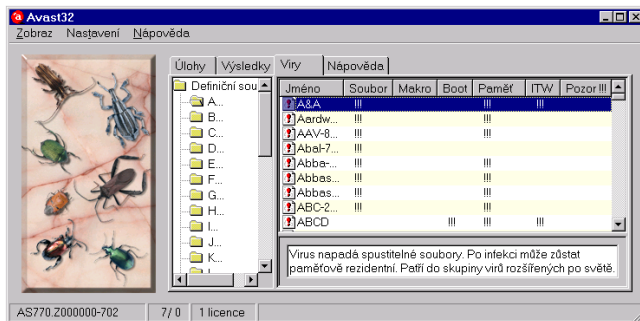 Avast32
Zobraz Nastavení Nápověda
Úlohy Výsledky Viry Nápověda
Definiční sou
A...
B...
C...
D...
E...
F...
G...
H...
I...
J...
K...
Jméno Soubor Makro Boot Paměť ITW Pozor !!!
A&A !!! !!! !!!
Aardw... !!! !!!
AAV-8... !!! !!!
Abal-7... !!!
Abba-... !!! !!!
Abbas... !!! !!!
Abbas... !!! !!!
ABC-2... !!! !!!
ABCD !!! !!! !!!
Virus napadá spustitelné soubory. Po infekci může zůstat
paměťově rezidentní. Patří do skupiny virů rozšířených po světě.
AS770.Z000000-702 7/ 0 1 licence